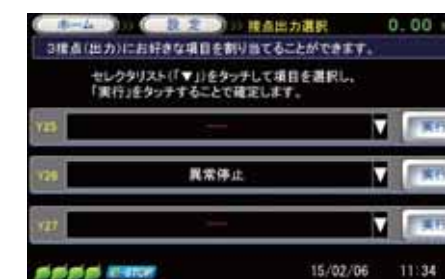 ホーム 設定 接点出力選択 0.00
3接点(出力)にお好きな項目を割り当てることができます。
セレクタリスト(「▼」)をタッチして項目を選択し、
「実行」をタッチすることで確定します。
Y25 ---- ▼ 実行
Y26 異常停止 ▼ 実行
Y27 ---- ▼ 実行
E-STOP 15/02/06 11:34